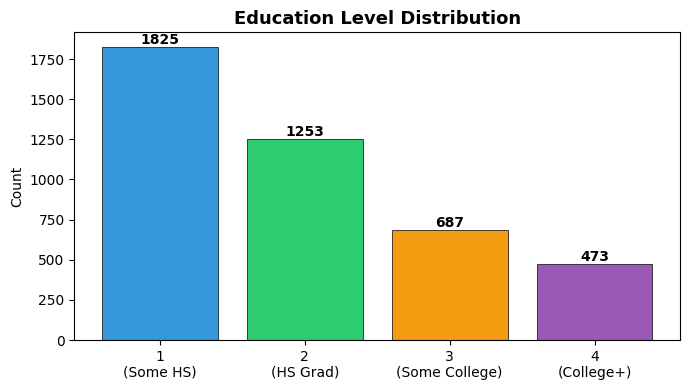 Education Level Distribution
Count
1750
1500
1250
1000
750
500
250
0
1825
1253
687
473
1
(Some HS)
2
(HS Grad)
3
(Some College)
4
(College+)